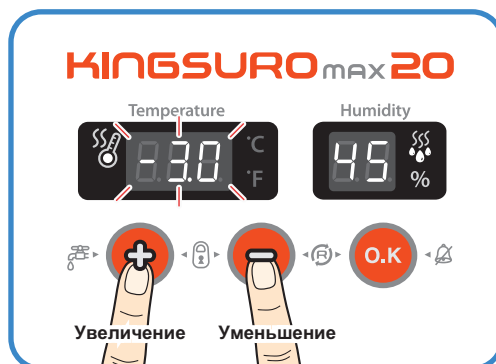 KINGSURO max 20
Temperature Humidity
-3.0 °C °F 45 %
+ - R O.K
Увеличение Уменьшение